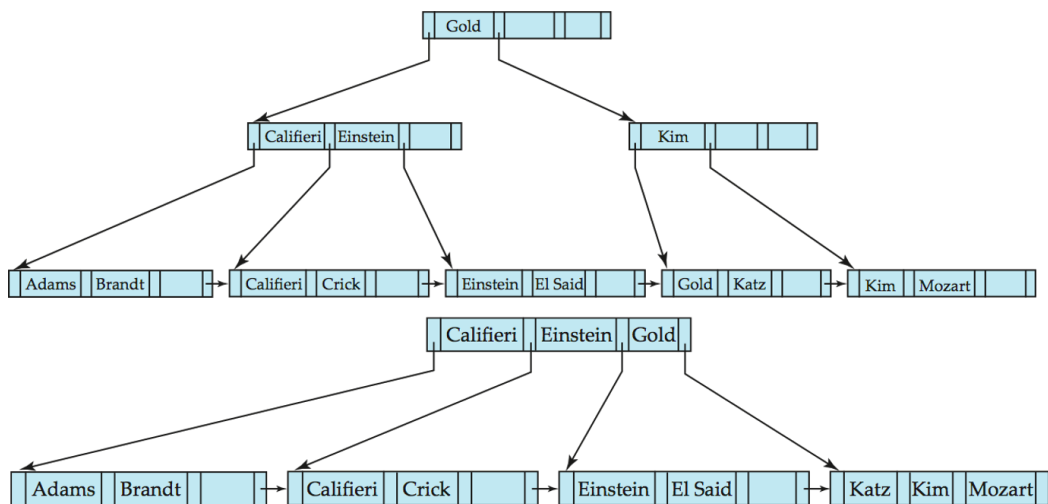 Gold
Califieri Einstein Kim
Adams Brandt Califieri Crick Einstein El Said Gold Katz Kim Mozart
Califieri Einstein Gold
Adams Brandt Califieri Crick Einstein El Said Katz Kim Mozart